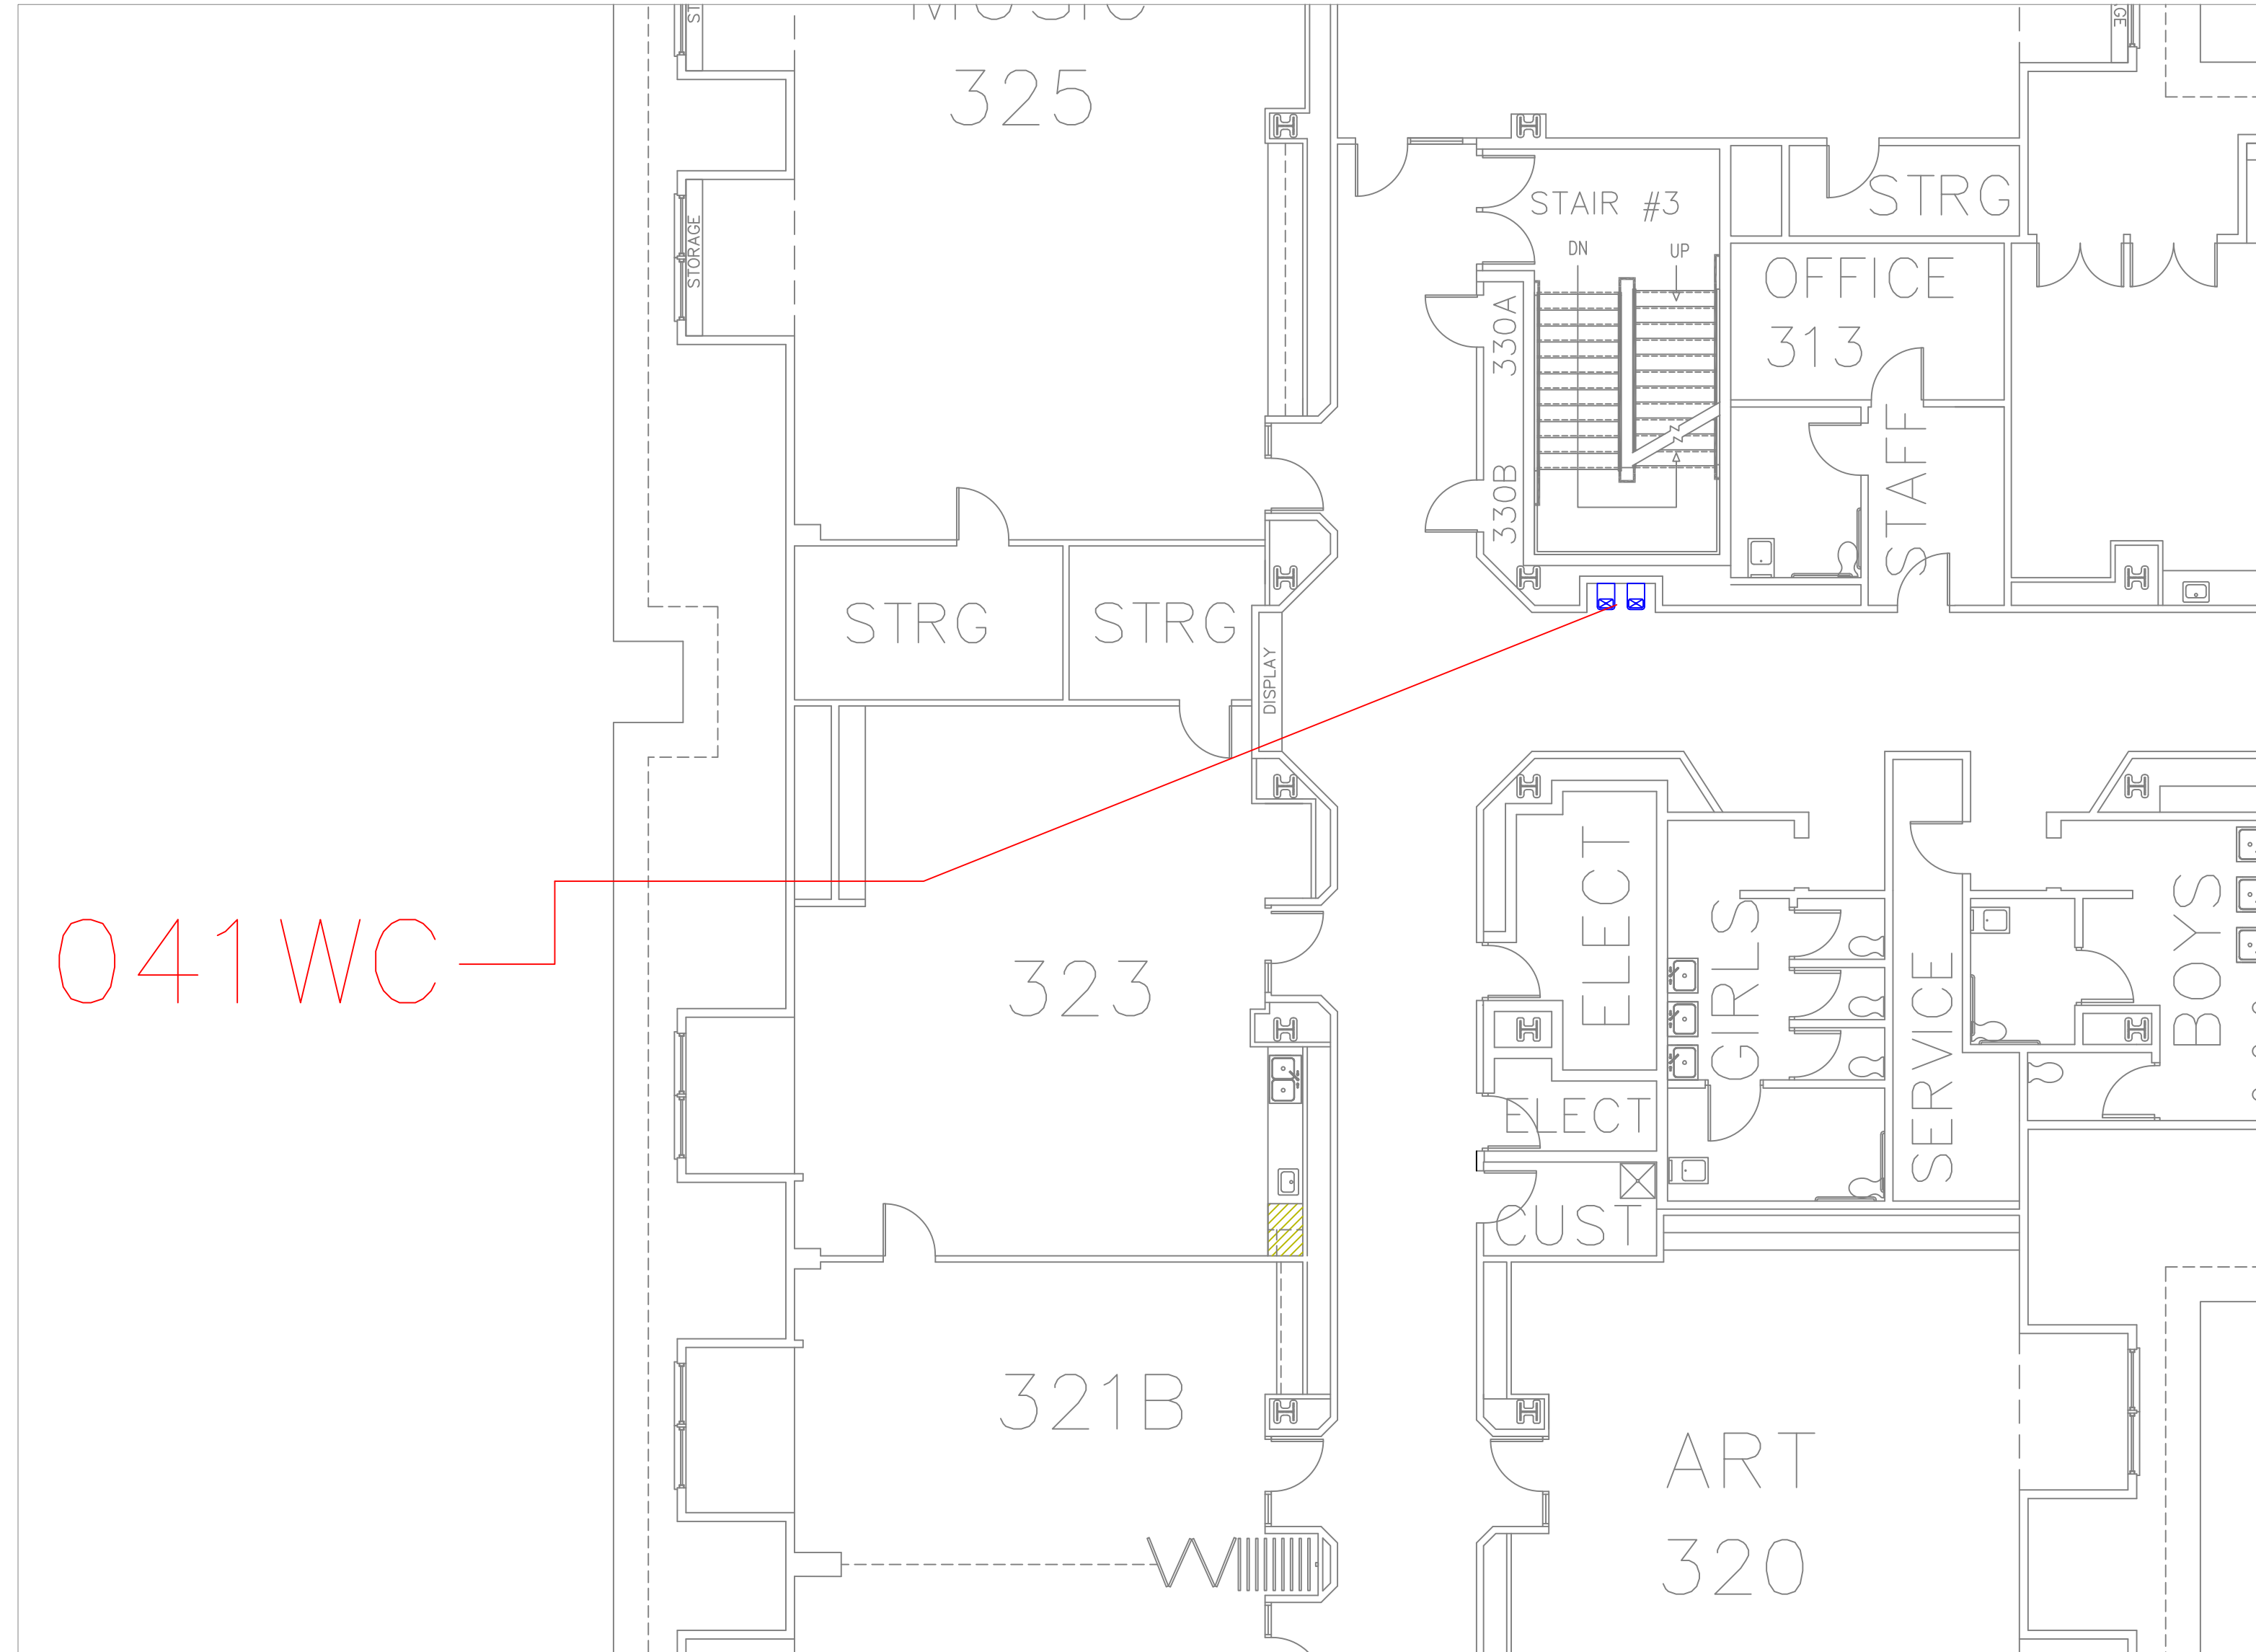 MUSIC
325
STORAGE
STAIR #3
DN
UP
330A
330B
STRG
OFFICE
313
STAFF
STRG
STRG
DISPLAY
041WC
323
ELECT
ELECT
CUST
GIRLS
SERVICE
BOYS
321B
ART
320